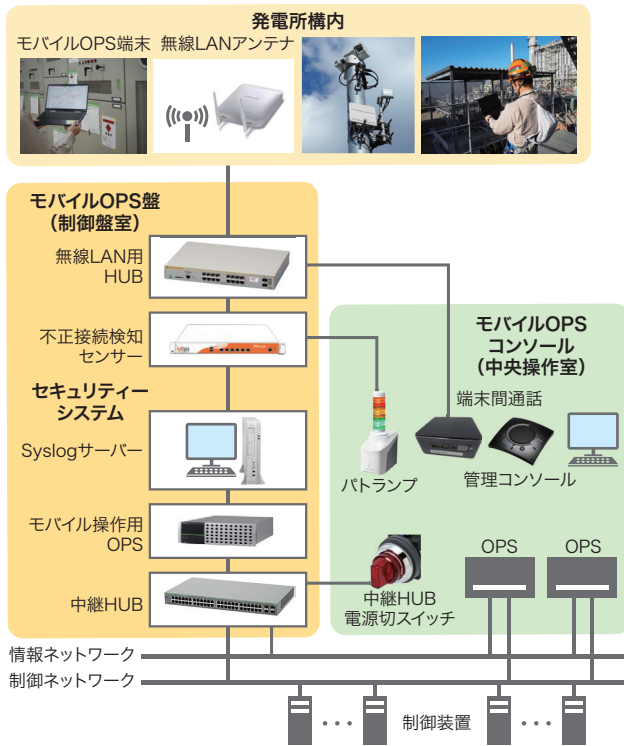 発電所構内
モバイルOPS端末
無線LANアンテナ
モバイルOPS盤
（制御盤室）
無線LAN用
HUB
不正接続検知
センサー
セキュリティー
システム
Syslogサーバー
モバイル操作用
OPS
中継HUB
モバイルOPS
コンソール
（中央操作室）
端末間通話
パトランプ
管理コンソール
中継HUB
電源切スイッチ
OPS
OPS
情報ネットワーク
制御ネットワーク
制御装置